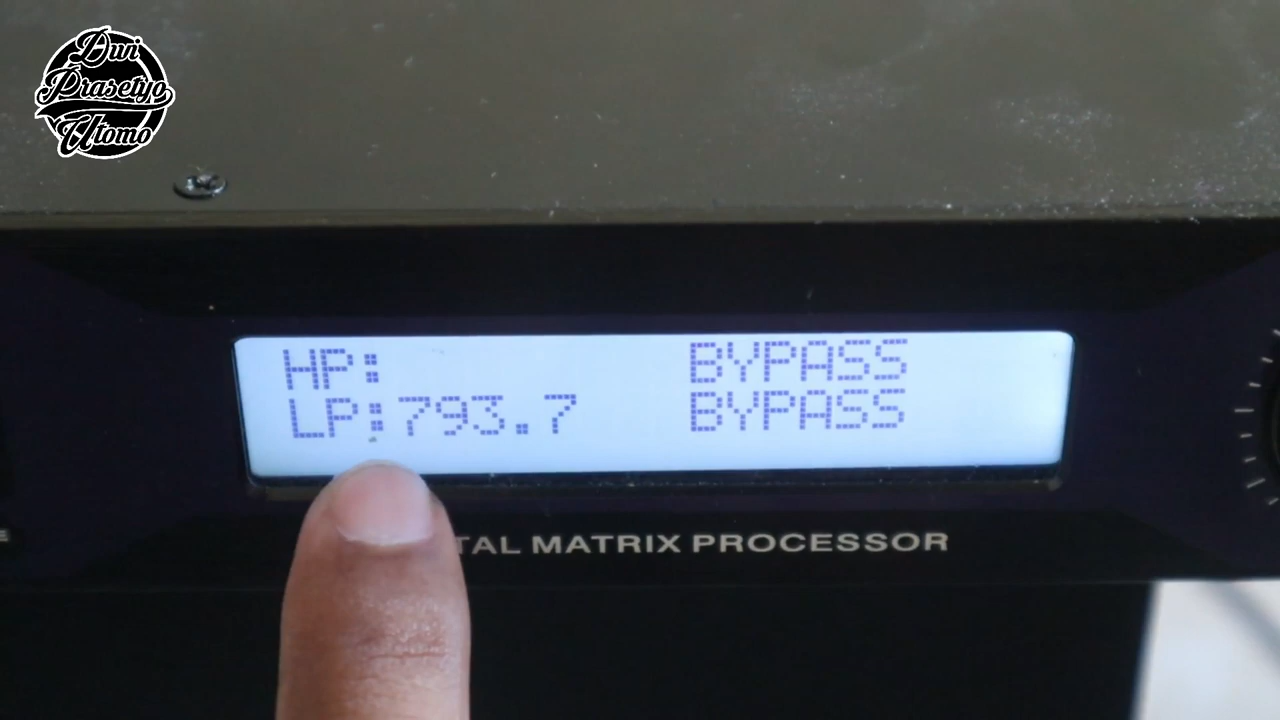 Dwi
Prasetyo
Utomo
HP: BYPASS
LP:793.7 BYPASS
TAL MATRIX PROCESSOR